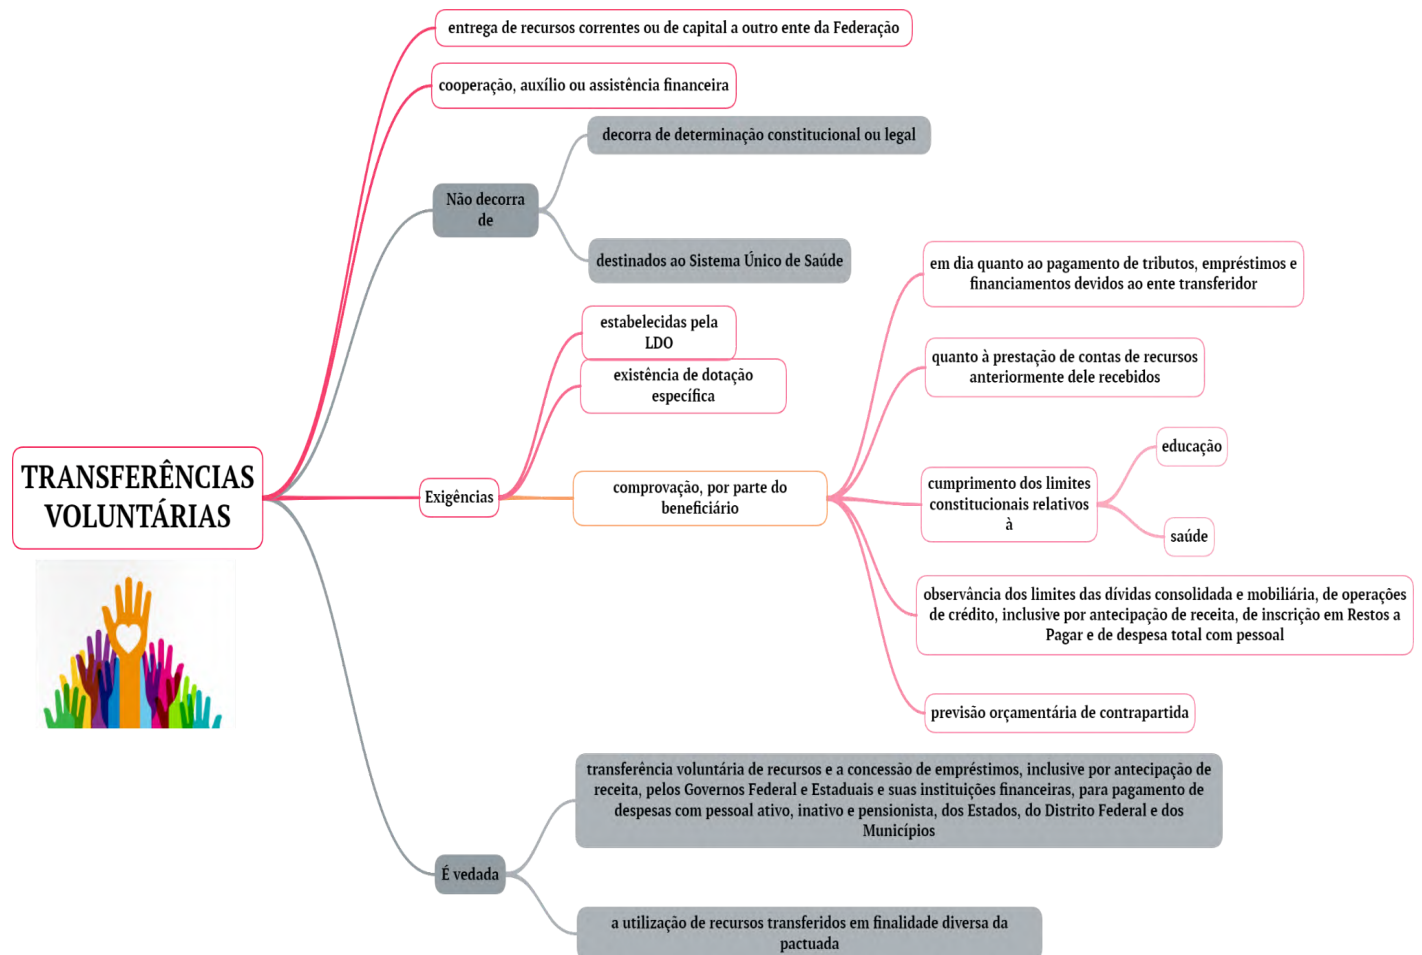 entrega de recursos correntes ou de capital a outro ente da Federação
cooperação, auxílio ou assistência financeira
decorra de determinação constitucional ou legal
Não decorra
de
destinados ao Sistema Único de Saúde
TRANSFERÊNCIAS
VOLUNTÁRIAS
Exigências
estabelecidas pela
LDO
existência de dotação
específica
comprovação, por parte do
beneficiário
em dia quanto ao pagamento de tributos, empréstimos e
financiamentos devidos ao ente transferidor
quanto à prestação de contas de recursos
anteriormente dele recebidos
cumprimento dos limites
constitucionais relativos
à
educação
saúde
observância dos limites das dívidas consolidada e mobiliária, de operações
de crédito, inclusive por antecipação de receita, de inscrição em Restos a
Pagar e de despesa total com pessoal
previsão orçamentária de contrapartida
É vedada
transferência voluntária de recursos e a concessão de empréstimos, inclusive por antecipação de
receita, pelos Governos Federal e Estaduais e suas instituições financeiras, para pagamento de
despesas com pessoal ativo, inativo e pensionista, dos Estados, do Distrito Federal e dos
Municípios
a utilização de recursos transferidos em finalidade diversa da
pactuada